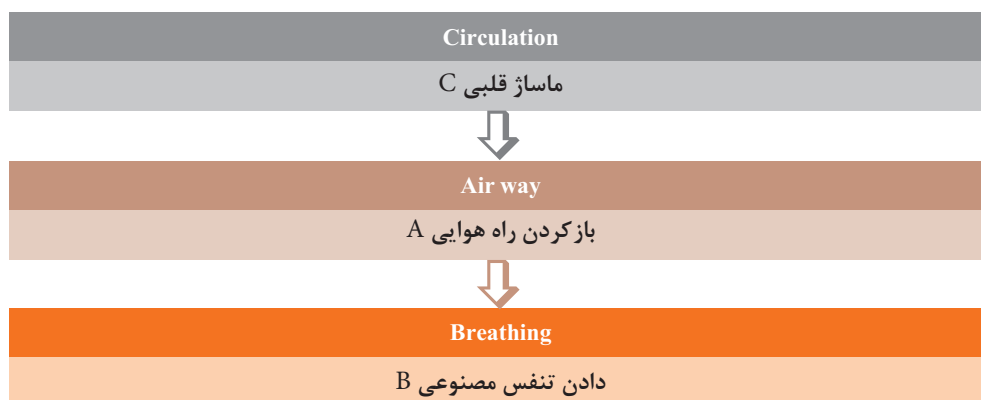 Circulation
ماساژ قلبی C
Air way
بازکردن راه هوایی A
Breathing
دادن تنفس مصنوعی B